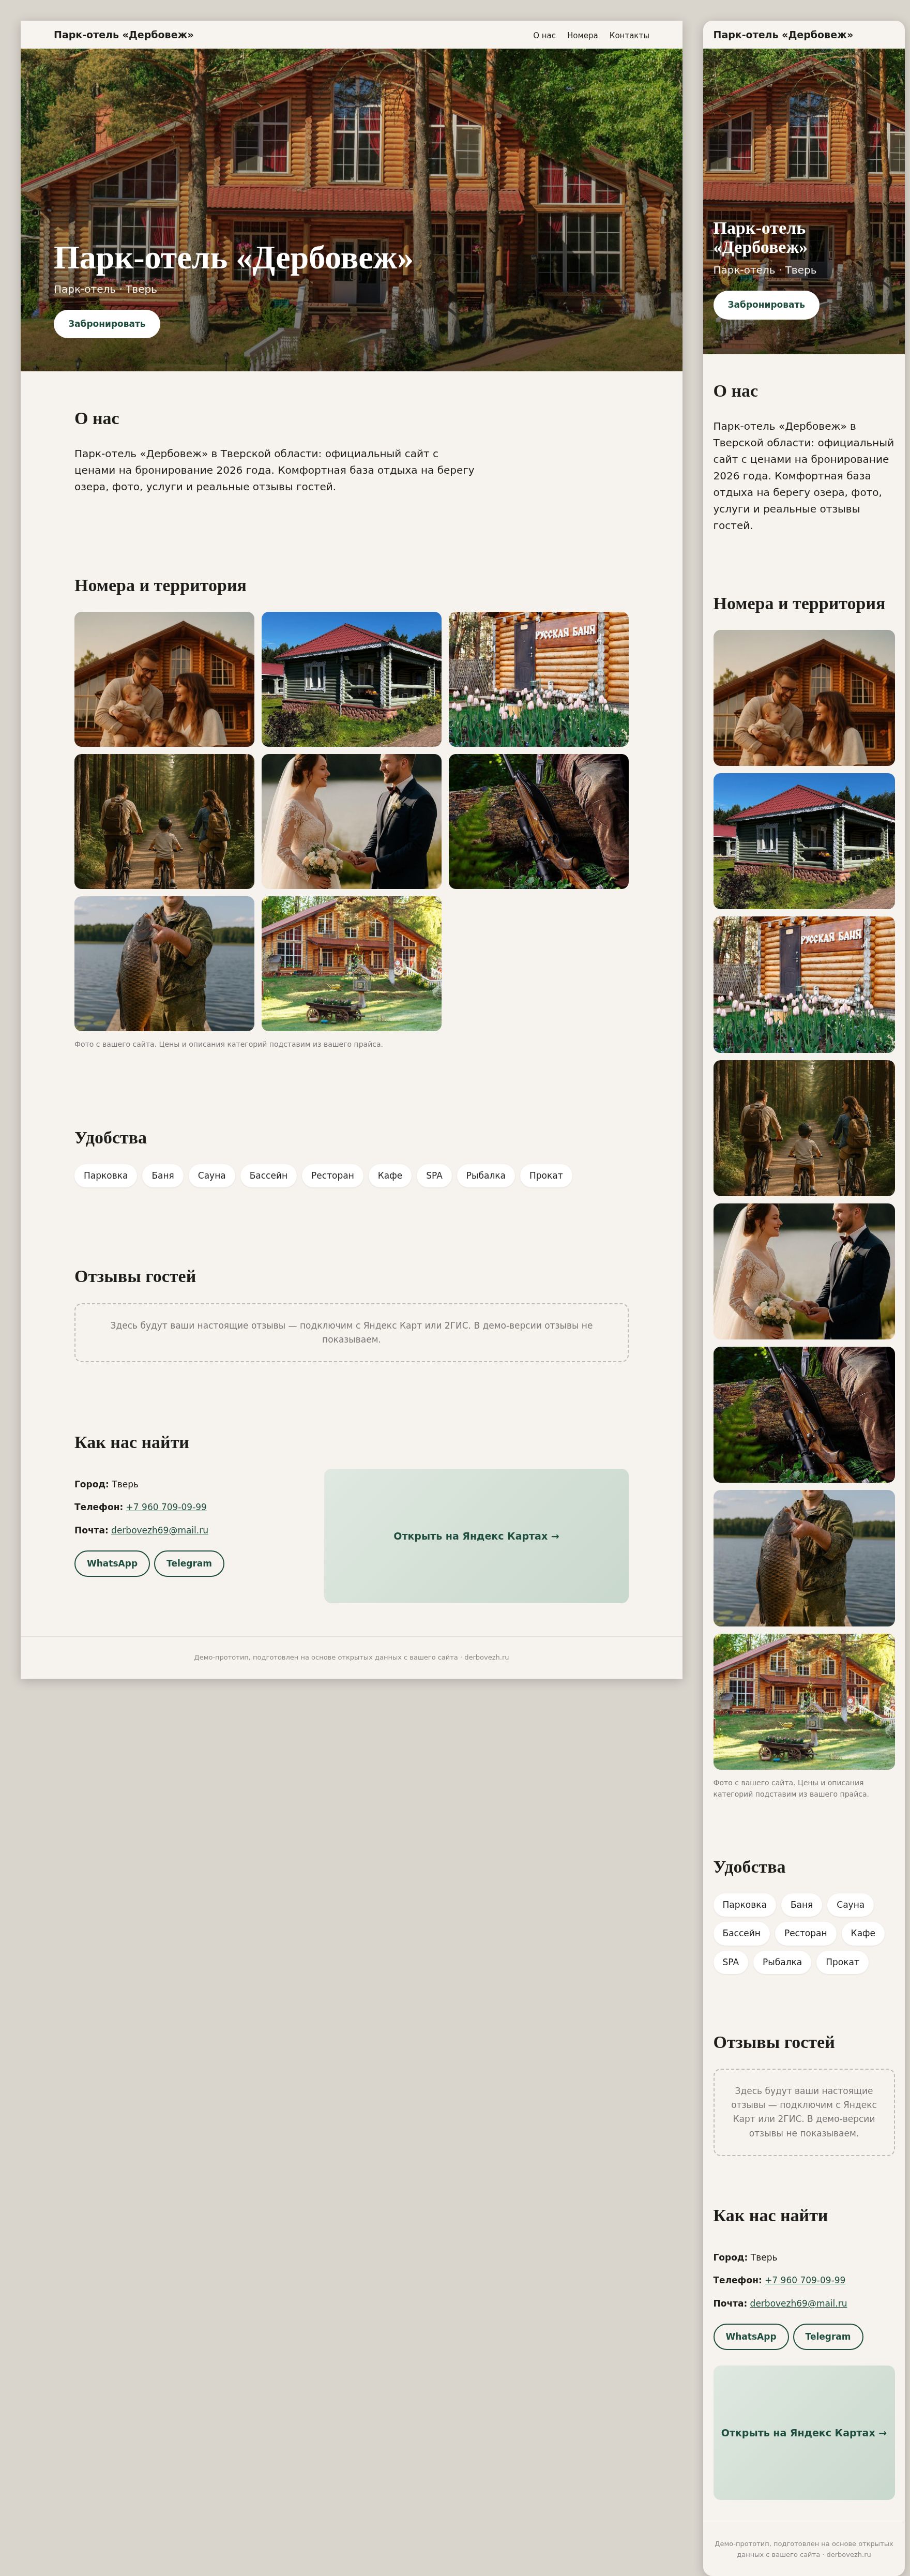 Парк-отель «Дербовеж»
О нас Номера Контакты
Парк-отель «Дербовеж»
Парк-отель · Тверь
Забронировать
О нас
Парк-отель «Дербовеж» в Тверской области: официальный сайт с
ценами на бронирование 2026 года. Комфортная база отдыха на берегу
озера, фото, услуги и реальные отзывы гостей.
Номера и территория
РУССКАЯ БАНЯ
Фото с вашего сайта. Цены и описания категорий подставим из вашего прайса.
Удобства
Парковка Баня Сауна Бассейн Ресторан Кафе SPA Рыбалка Прокат
Отзывы гостей
Здесь будут ваши настоящие отзывы — подключим с Яндекс Карт или 2ГИС. В демо-версии отзывы не
показываем.
Как нас найти
Город: Тверь
Телефон: +7 960 709-09-99
Почта: derbovezh69@mail.ru
WhatsApp Telegram
Открыть на Яндекс Картах →
Демо-прототип, подготовлен на основе открытых данных с вашего сайта · derbovezh.ru
Парк-отель «Дербовеж»
Парк-отель
«Дербовеж»
Парк-отель · Тверь
Забронировать
О нас
Парк-отель «Дербовеж» в
Тверской области: официальный
сайт с ценами на бронирование
2026 года. Комфортная база
отдыха на берегу озера, фото,
услуги и реальные отзывы
гостей.
Номера и территория
РУССКАЯ БАНЯ
Фото с вашего сайта. Цены и описания
категорий подставим из вашего прайса.
Удобства
Парковка Баня Сауна
Бассейн Ресторан Кафе
SPA Рыбалка Прокат
Отзывы гостей
Здесь будут ваши настоящие
отзывы — подключим с Яндекс
Карт или 2ГИС. В демо-версии
отзывы не показываем.
Как нас найти
Город: Тверь
Телефон: +7 960 709-09-99
Почта: derbovezh69@mail.ru
WhatsApp Telegram
Открыть на Яндекс Картах →
Демо-прототип, подготовлен на основе открытых
данных с вашего сайта · derbovezh.ru